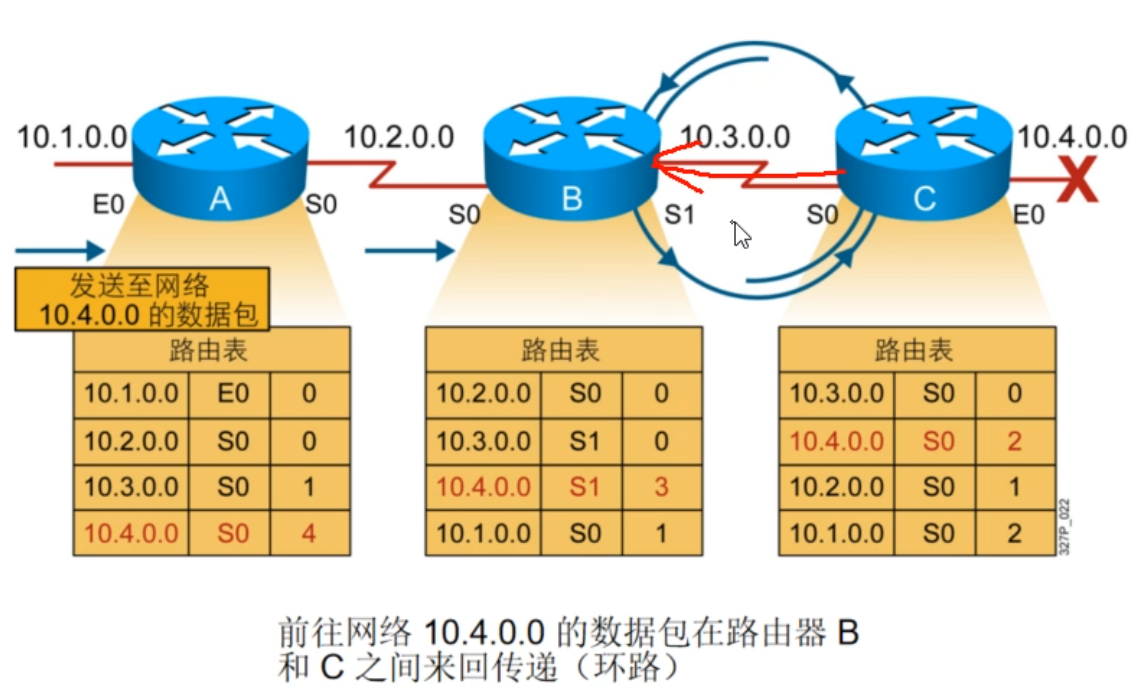 10.1.0.0
10.2.0.0
10.3.0.0
10.4.0.0
A
B
C
E0
S0
S0
S1
S0
E0
X
发送至网络
10.4.0.0 的数据包
路由表
10.1.0.0 E0 0
10.2.0.0 S0 0
10.3.0.0 S0 1
10.4.0.0 S0 4
路由表
10.2.0.0 S0 0
10.3.0.0 S1 0
10.4.0.0 S1 3
10.1.0.0 S0 1
路由表
10.3.0.0 S0 0
10.4.0.0 S0 2
10.2.0.0 S0 1
10.1.0.0 S0 2
327P_022
前往网络 10.4.0.0 的数据包在路由器 B
和 C 之间来回传递（环路）